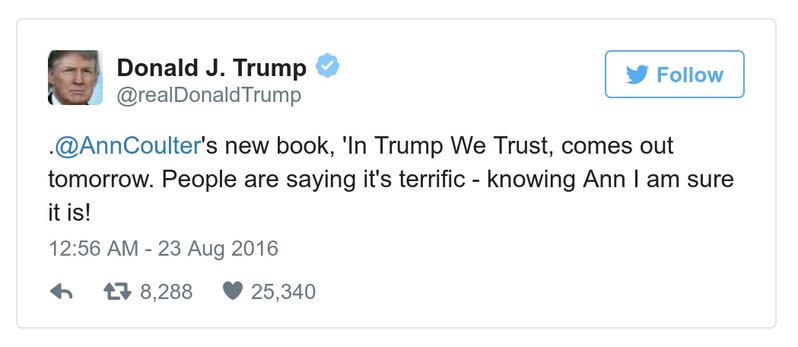 Donald J. Trump
@realDonaldTrump
Follow
.@AnnCoulter's new book, 'In Trump We Trust, comes out
tomorrow. People are saying it's terrific - knowing Ann I am sure
it is!
12:56 AM - 23 Aug 2016
8,288 25,340